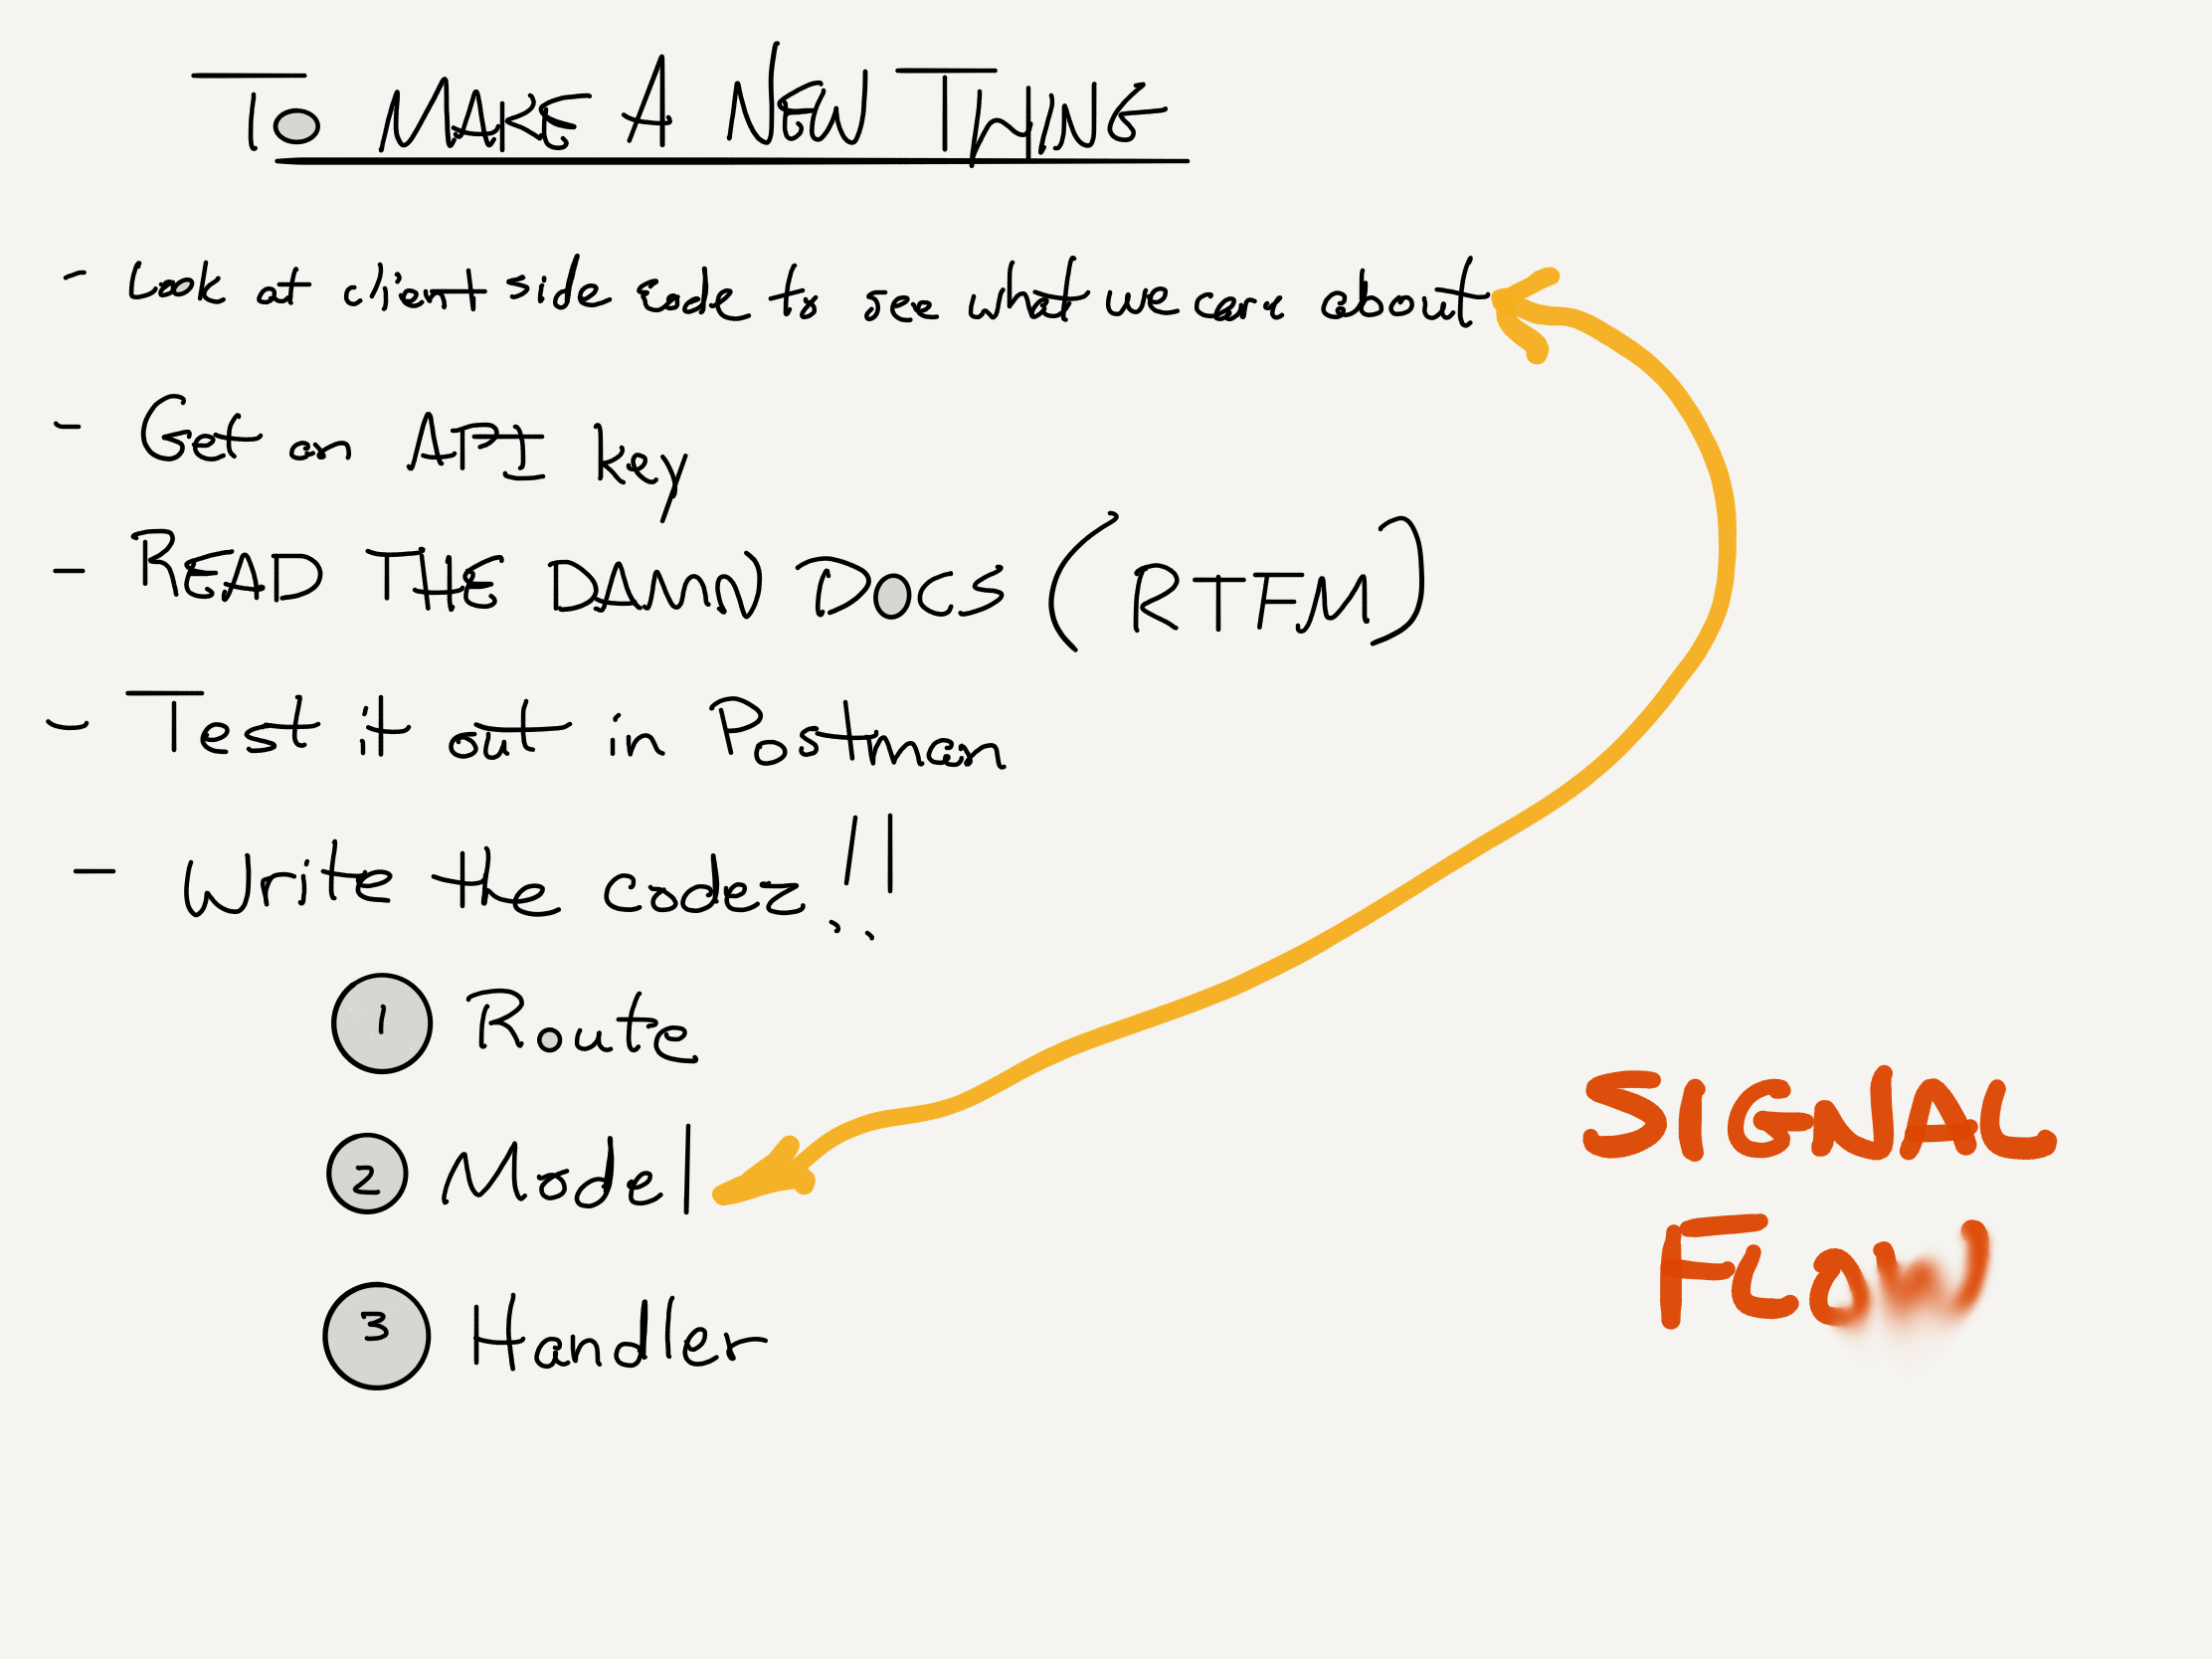 To MAKE A NEW THING
- Look at client side code to see what we care about
- Get an API key
- READ THE DAMN DOCS (RTFM)
- Test it out in Postman
- Write the codez!!
1 Route
2 Model
3 Handler
SIGNAL
FLOW